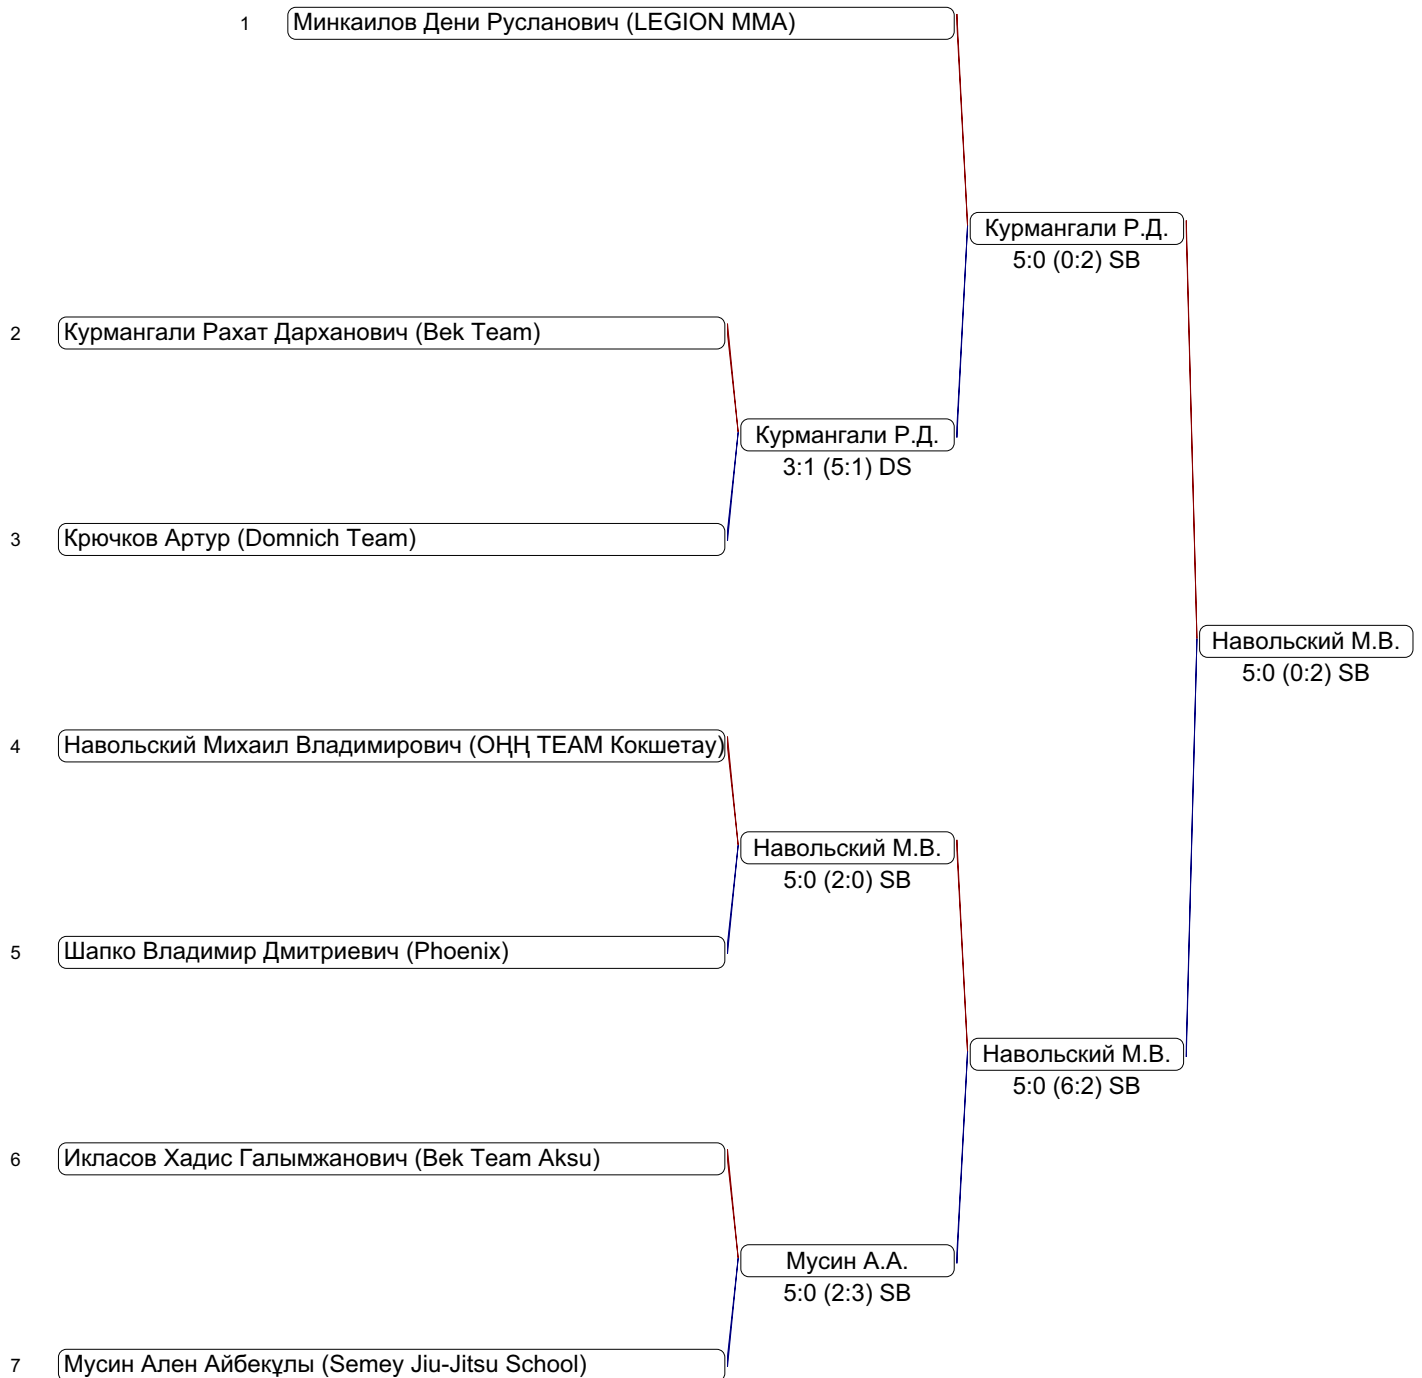 1 Минкаилов Дени Русланович (LEGION MMA)
Курмангали Р.Д.
5:0 (0:2) SB
2 Курмангали Рахат Дарханович (Bek Team)
Курмангали Р.Д.
3:1 (5:1) DS
3 Крючков Артур (Domnich Team)
Навольский М.В.
5:0 (0:2) SB
4 Навольский Михаил Владимирович (ОҢҢ TEAM Кокшетау)
Навольский М.В.
5:0 (2:0) SB
5 Шапко Владимир Дмитриевич (Phoenix)
Навольский М.В.
5:0 (6:2) SB
6 Икласов Хадис Галымжанович (Bek Team Aksu)
Мусин А.А.
5:0 (2:3) SB
7 Мусин Ален Айбекұлы (Semey Jiu-Jitsu School)